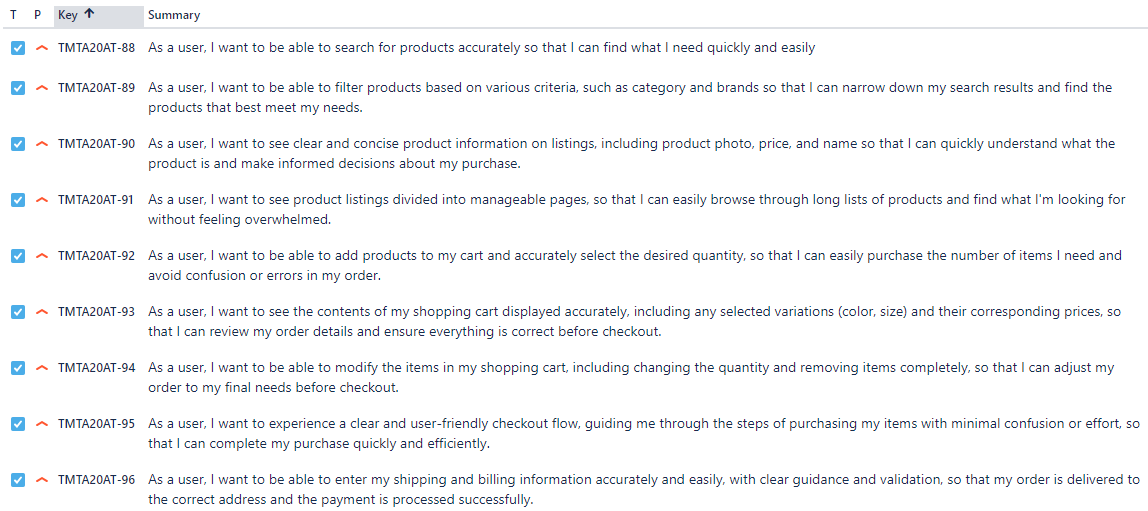 T P Key ↑ Summary
TMTA20AT-88 As a user, I want to be able to search for products accurately so that I can find what I need quickly and easily
TMTA20AT-89 As a user, I want to be able to filter products based on various criteria, such as category and brands so that I can narrow down my search results and find the
products that best meet my needs.
TMTA20AT-90 As a user, I want to see clear and concise product information on listings, including product photo, price, and name so that I can quickly understand what the
product is and make informed decisions about my purchase.
TMTA20AT-91 As a user, I want to see product listings divided into manageable pages, so that I can easily browse through long lists of products and find what I'm looking for
without feeling overwhelmed.
TMTA20AT-92 As a user, I want to be able to add products to my cart and accurately select the desired quantity, so that I can easily purchase the number of items I need and
avoid confusion or errors in my order.
TMTA20AT-93 As a user, I want to see the contents of my shopping cart displayed accurately, including any selected variations (color, size) and their corresponding prices, so
that I can review my order details and ensure everything is correct before checkout.
TMTA20AT-94 As a user, I want to be able to modify the items in my shopping cart, including changing the quantity and removing items completely, so that I can adjust my
order to my final needs before checkout.
TMTA20AT-95 As a user, I want to experience a clear and user-friendly checkout flow, guiding me through the steps of purchasing my items with minimal confusion or effort, so
that I can complete my purchase quickly and efficiently.
TMTA20AT-96 As a user, I want to be able to enter my shipping and billing information accurately and easily, with clear guidance and validation, so that my order is delivered to
the correct address and the payment is processed successfully.